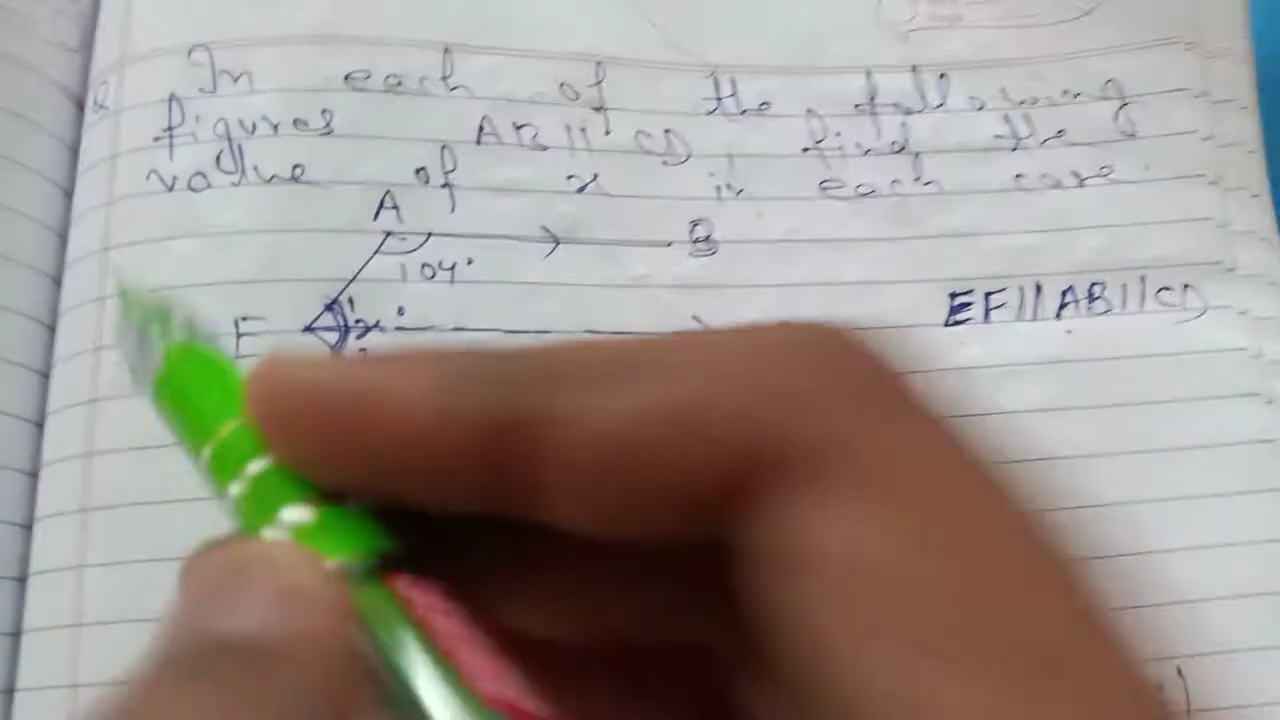 Q In each of the following
figures AB || CD, find the
value of x in each case.
A B
104°
E 1 x°
EF || AB || CD